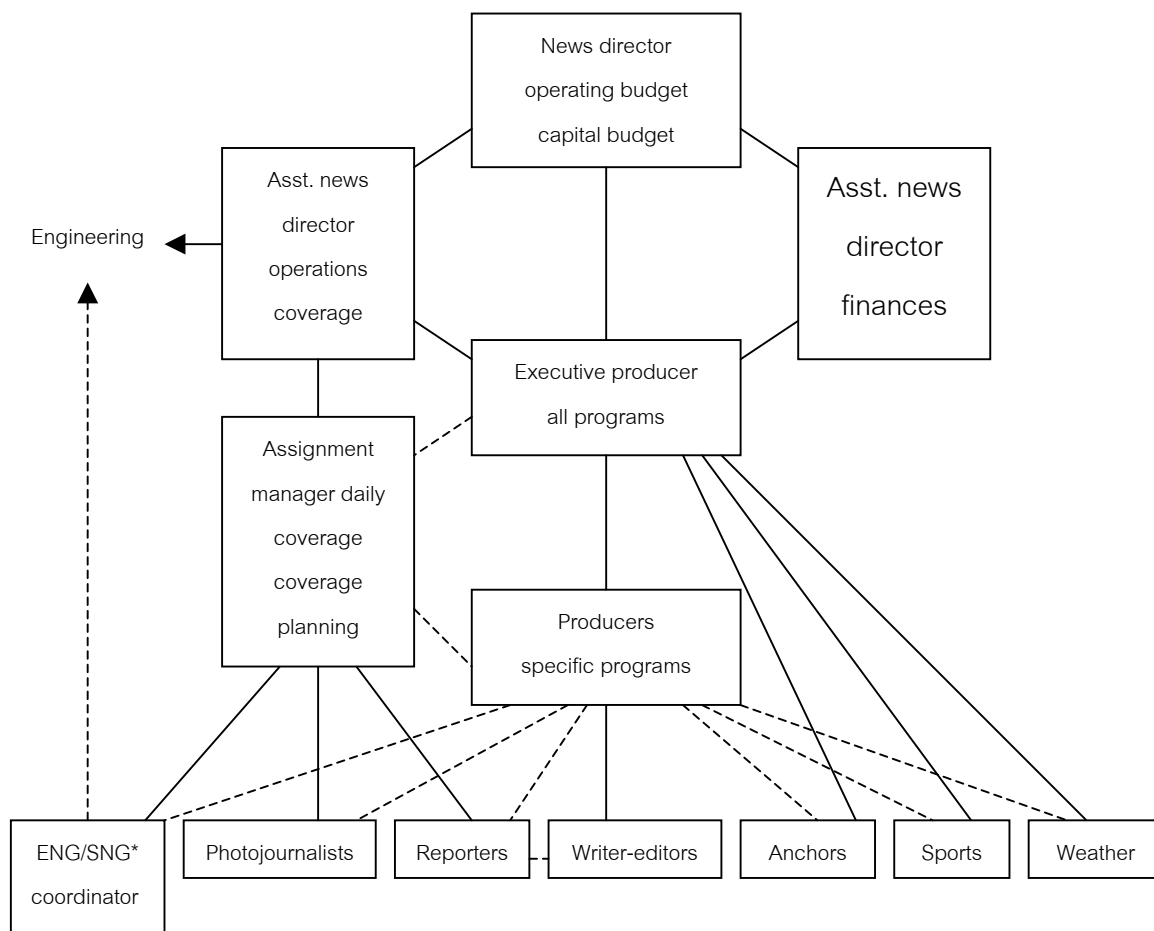 News director
operating budget
capital budget
Asst. news
director
operations
coverage
Asst. news
director
finances
Engineering
Executive producer
all programs
Assignment
manager daily
coverage
coverage
planning
Producers
specific programs
ENG/SNG*
coordinator
Photojournalists
Reporters
Writer-editors
Anchors
Sports
Weather